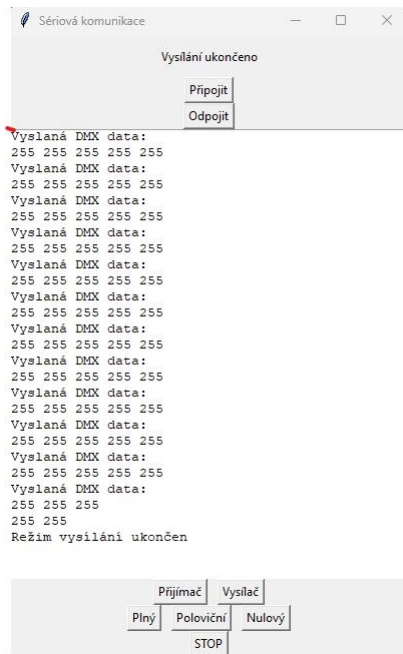 Sériová komunikace
Vysílání ukončeno
Připojit
Odpojit
Vyslaná DMX data:
255 255 255 255 255
Vyslaná DMX data:
255 255 255 255 255
Vyslaná DMX data:
255 255 255 255 255
Vyslaná DMX data:
255 255 255 255 255
Vyslaná DMX data:
255 255 255 255 255
Vyslaná DMX data:
255 255 255 255 255
Vyslaná DMX data:
255 255 255 255 255
Vyslaná DMX data:
255 255 255 255 255
Vyslaná DMX data:
255 255 255 255 255
Vyslaná DMX data:
255 255 255 255 255
Vyslaná DMX data:
255 255 255 255 255
Vyslaná DMX data:
255 255 255
255 255
Režim vysílání ukončen
Přijímač Vysílač
Plný Poloviční Nulový
STOP